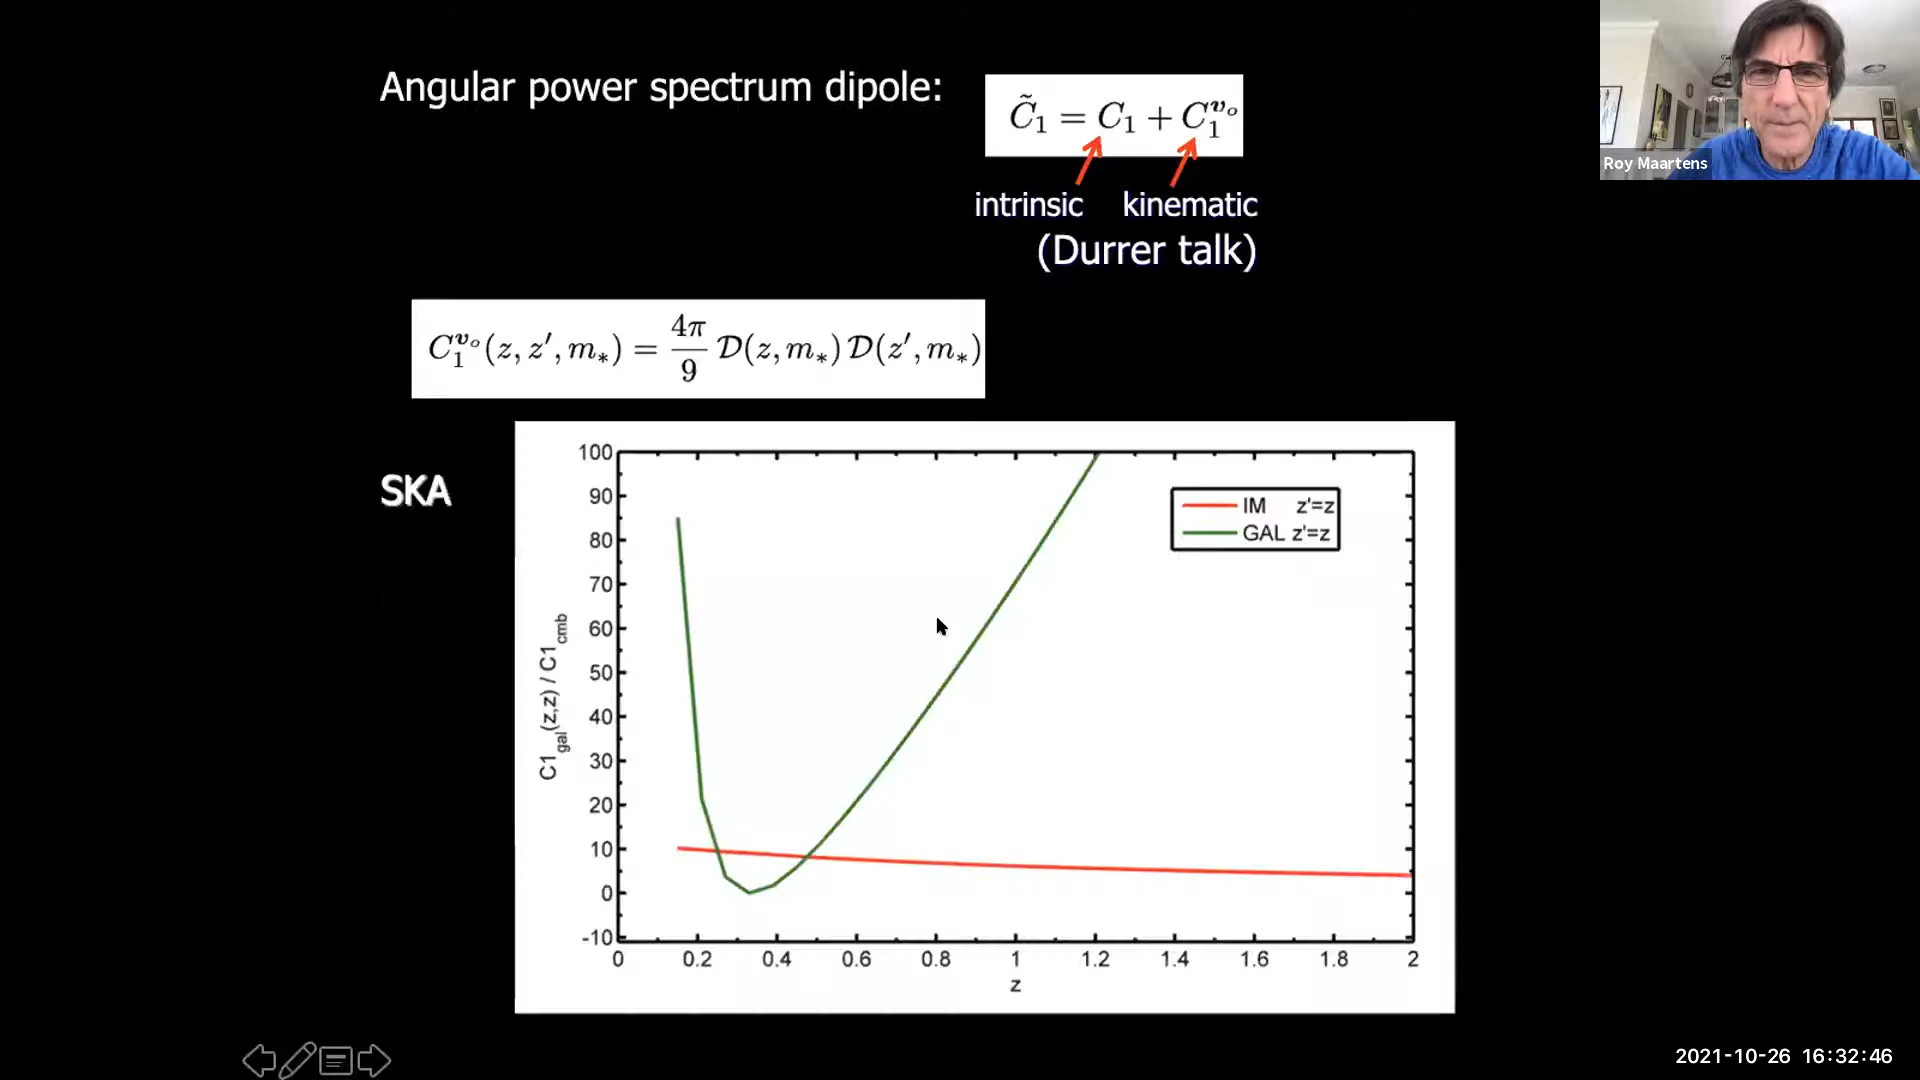 Angular power spectrum dipole:
C̃₁ = C₁ + C₁^{𝒗ₒ}
intrinsic kinematic
(Durrer talk)
C₁^{𝒗ₒ}(z, z′, m_*) = 4π/9 𝒟(z, m_*) 𝒟(z′, m_*)
SKA
100
90
80
70
60
50
40
30
20
10
0
-10
C1_gal(z,z) / C1_cmb
IM z'=z
GAL z'=z
0 0.2 0.4 0.6 0.8 1 1.2 1.4 1.6 1.8 2
z
Roy Maartens
2021-10-26 16:32:46